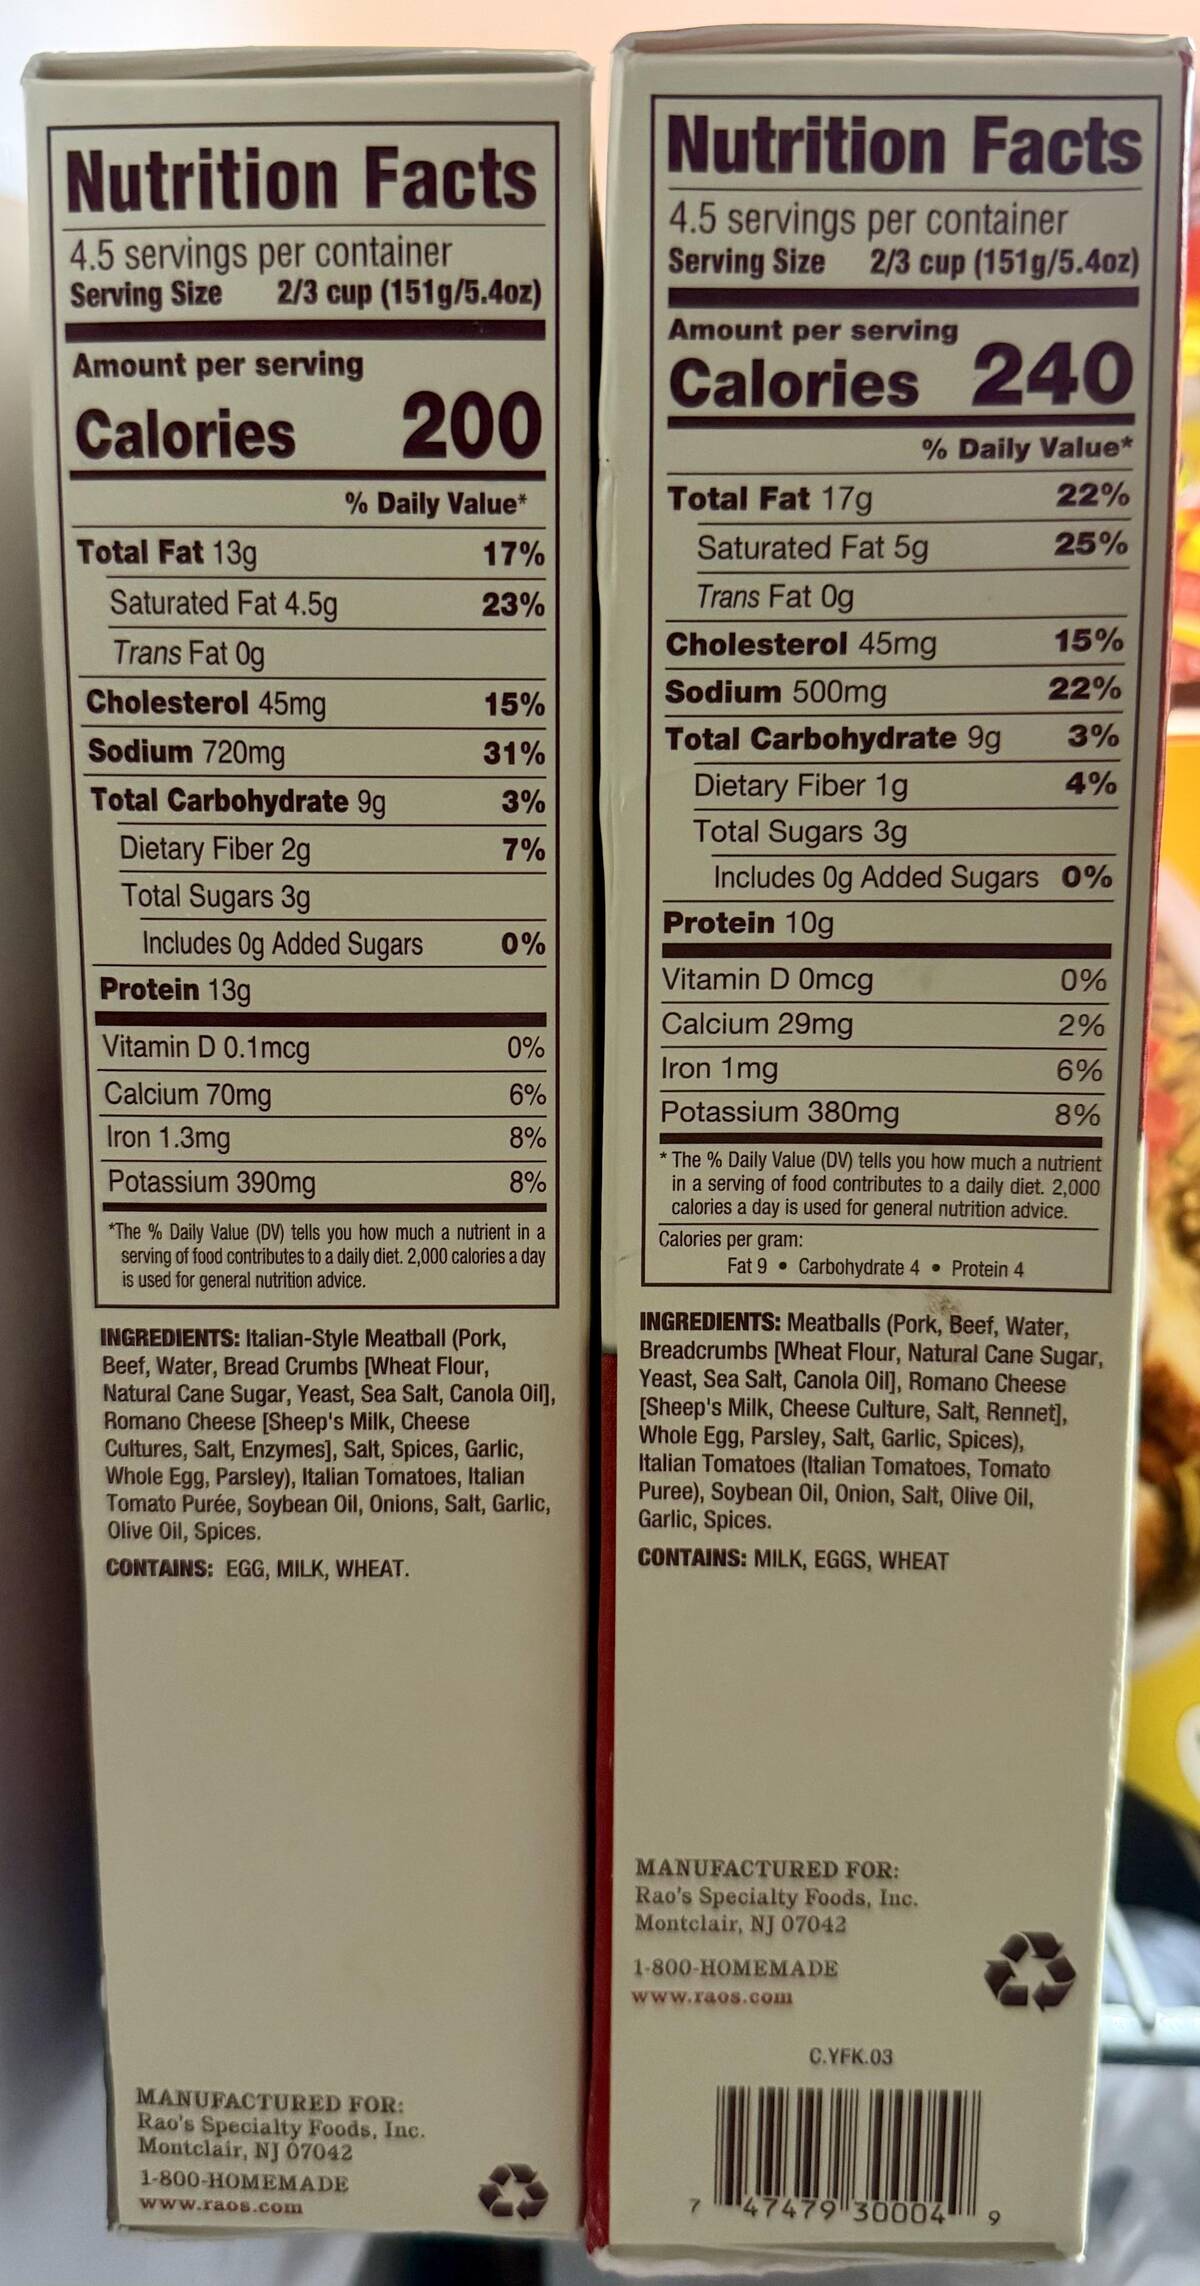 Nutrition Facts
4.5 servings per container
Serving Size 2/3 cup (151g/5.4oz)
Amount per serving
Calories 200
% Daily Value*
Total Fat 13g 17%
Saturated Fat 4.5g 23%
Trans Fat 0g
Cholesterol 45mg 15%
Sodium 720mg 31%
Total Carbohydrate 9g 3%
Dietary Fiber 2g 7%
Total Sugars 3g
Includes 0g Added Sugars 0%
Protein 13g
Vitamin D 0.1mcg 0%
Calcium 70mg 6%
Iron 1.3mg 8%
Potassium 390mg 8%
*The % Daily Value (DV) tells you how much a nutrient in a
serving of food contributes to a daily diet. 2,000 calories a day
is used for general nutrition advice.
INGREDIENTS: Italian-Style Meatball (Pork,
Beef, Water, Bread Crumbs [Wheat Flour,
Natural Cane Sugar, Yeast, Sea Salt, Canola Oil],
Romano Cheese [Sheep's Milk, Cheese
Cultures, Salt, Enzymes], Salt, Spices, Garlic,
Whole Egg, Parsley), Italian Tomatoes, Italian
Tomato Purée, Soybean Oil, Onions, Salt, Garlic,
Olive Oil, Spices.
CONTAINS: EGG, MILK, WHEAT.
MANUFACTURED FOR:
Rao's Specialty Foods, Inc.
Montclair, NJ 07042
1-800-HOMEMADE
www.raos.com
Nutrition Facts
4.5 servings per container
Serving Size 2/3 cup (151g/5.4oz)
Amount per serving
Calories 240
% Daily Value*
Total Fat 17g 22%
Saturated Fat 5g 25%
Trans Fat 0g
Cholesterol 45mg 15%
Sodium 500mg 22%
Total Carbohydrate 9g 3%
Dietary Fiber 1g 4%
Total Sugars 3g
Includes 0g Added Sugars 0%
Protein 10g
Vitamin D 0mcg 0%
Calcium 29mg 2%
Iron 1mg 6%
Potassium 380mg 8%
* The % Daily Value (DV) tells you how much a nutrient
in a serving of food contributes to a daily diet. 2,000
calories a day is used for general nutrition advice.
Calories per gram:
Fat 9 • Carbohydrate 4 • Protein 4
INGREDIENTS: Meatballs (Pork, Beef, Water,
Breadcrumbs [Wheat Flour, Natural Cane Sugar,
Yeast, Sea Salt, Canola Oil], Romano Cheese
[Sheep's Milk, Cheese Culture, Salt, Rennet],
Whole Egg, Parsley, Salt, Garlic, Spices),
Italian Tomatoes (Italian Tomatoes, Tomato
Puree), Soybean Oil, Onion, Salt, Olive Oil,
Garlic, Spices.
CONTAINS: MILK, EGGS, WHEAT
MANUFACTURED FOR:
Rao's Specialty Foods, Inc.
Montclair, NJ 07042
1-800-HOMEMADE
www.raos.com
C.YFK.03
7 47479 30004 9